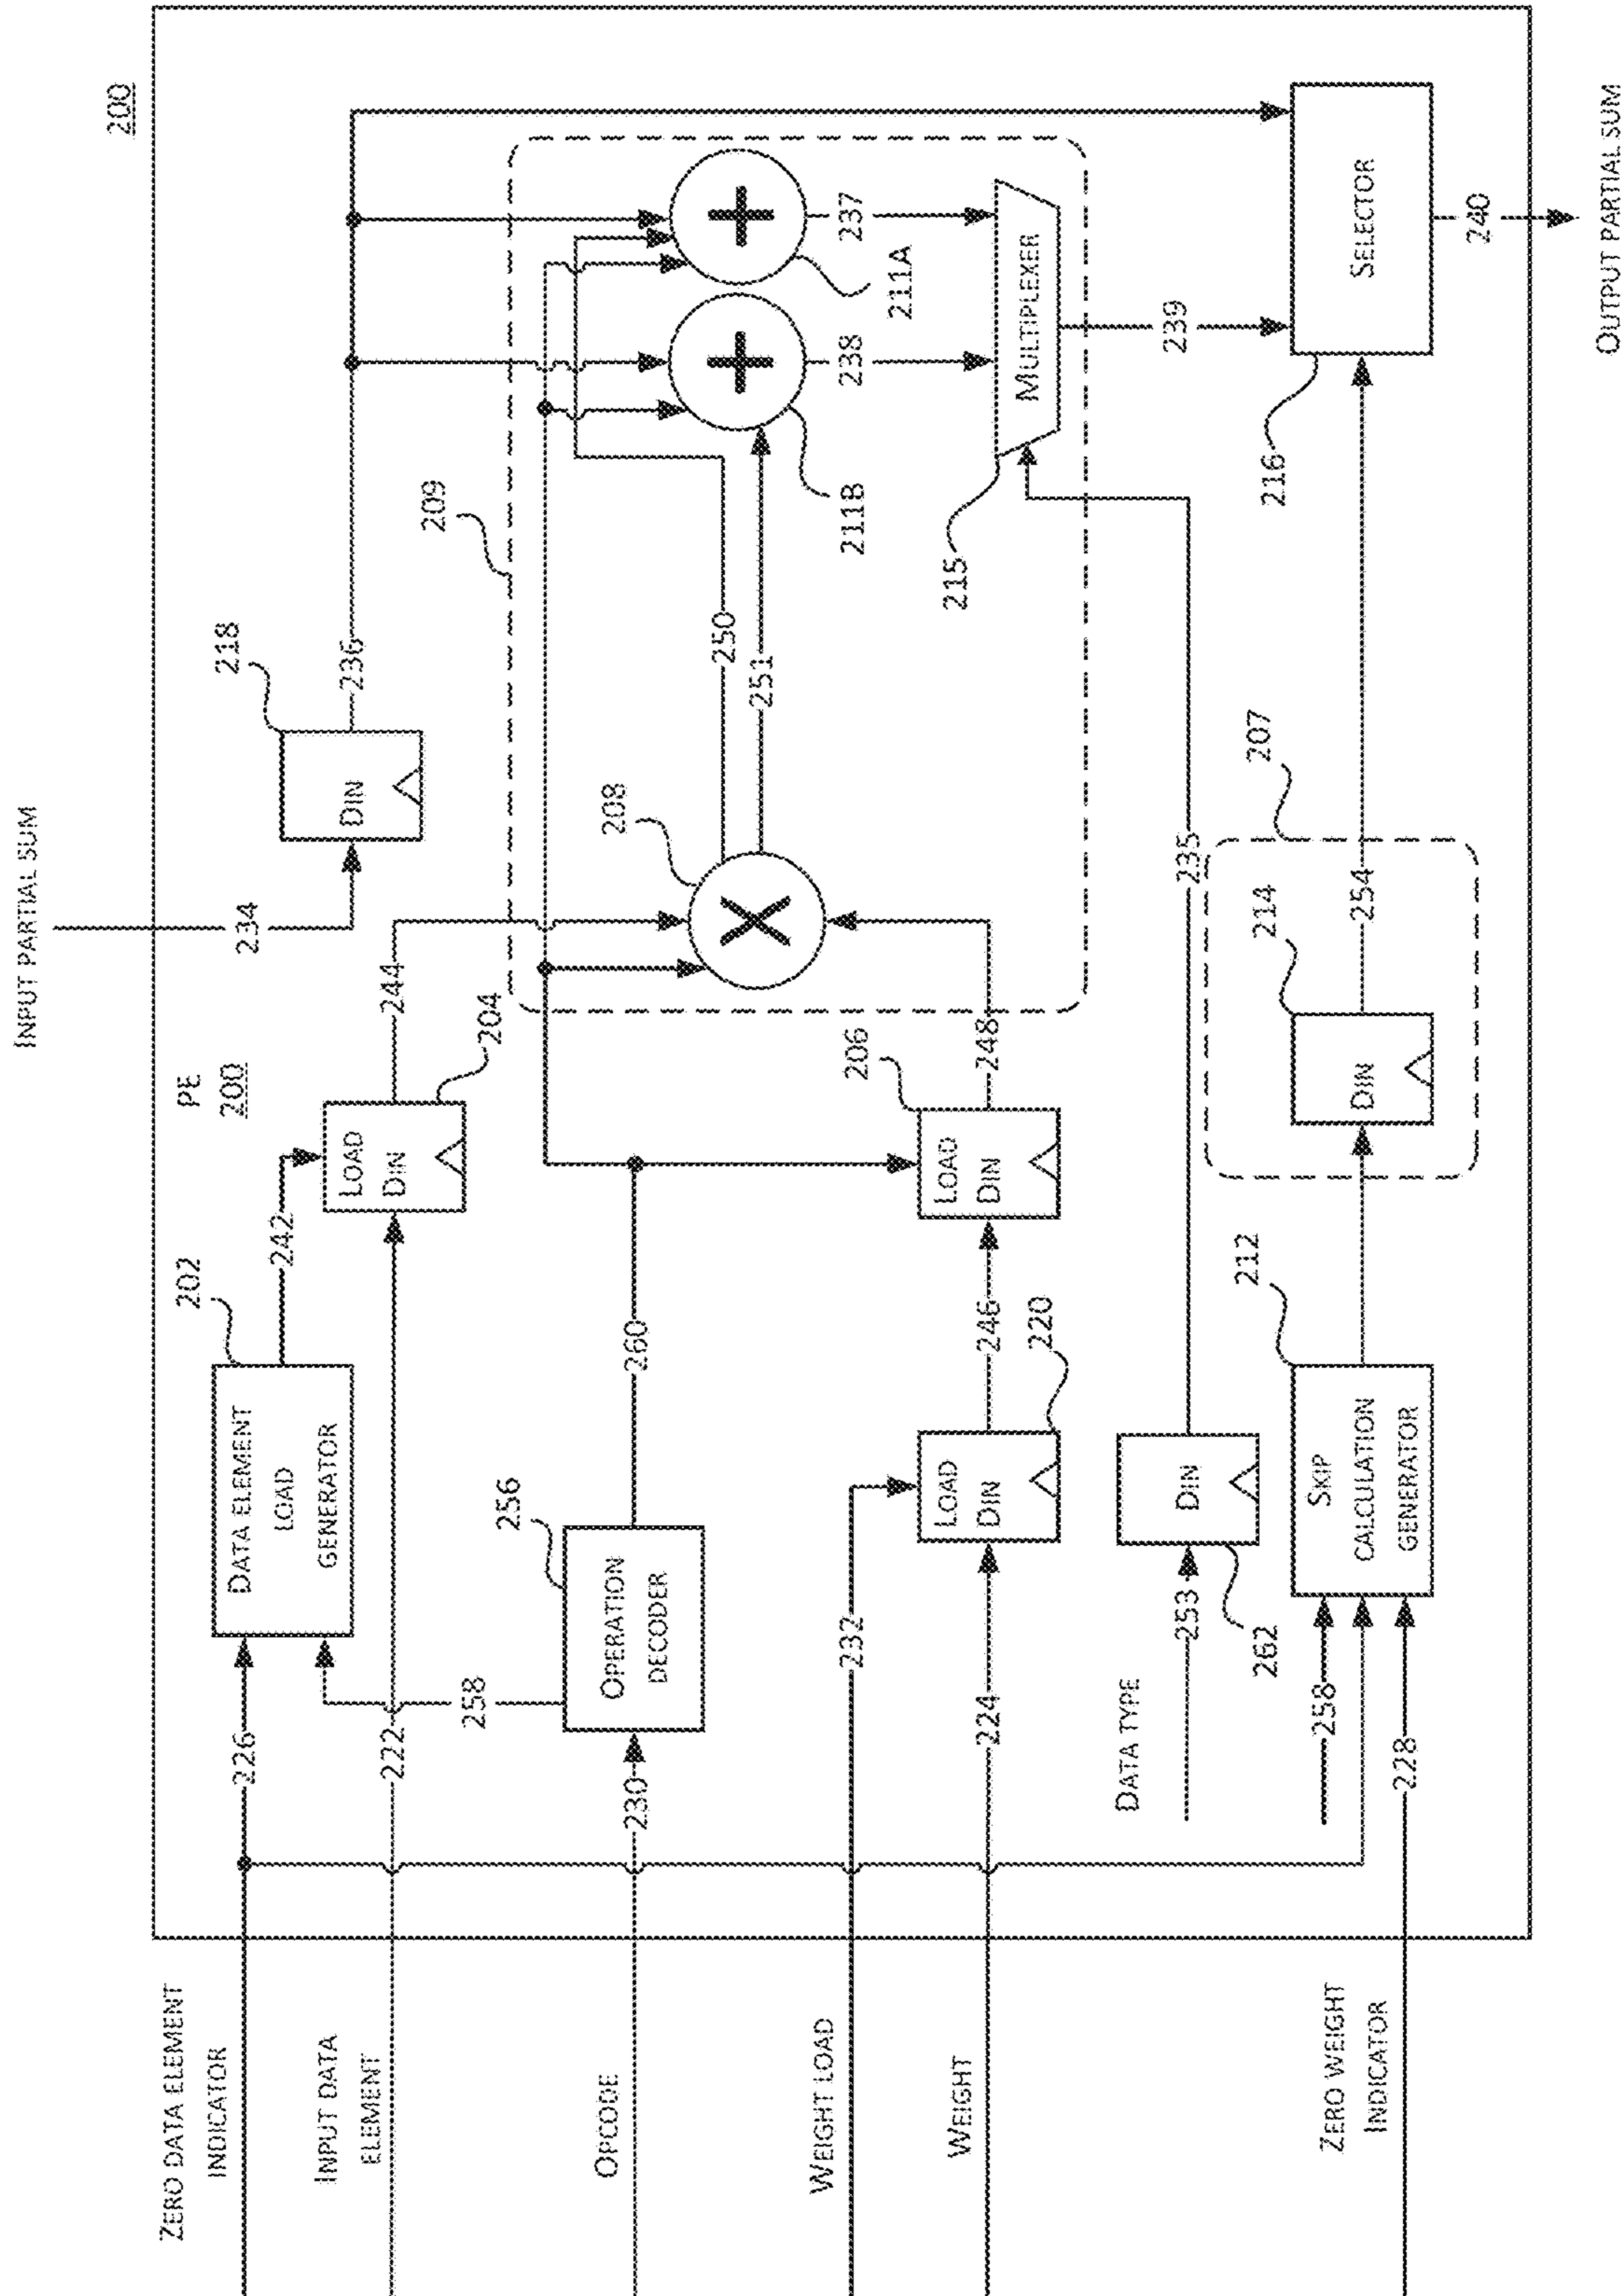 200
INPUT PARTIAL SUM
234
218
DIN
236
PE
200
ZERO DATA ELEMENT
INDICATOR
226
202
DATA ELEMENT
LOAD
GENERATOR
242
LOAD
DIN
204
244
INPUT DATA
ELEMENT
222
258
209
OPCODE
230
256
OPERATION
DECODER
260
208
X
250
251
+
211A
237
+
211B
238
WEIGHT LOAD
232
WEIGHT
224
LOAD
DIN
220
246
LOAD
DIN
206
248
215
MULTIPLEXER
239
DATA TYPE
253
DIN
262
235
ZERO WEIGHT
INDICATOR
258
228
212
SKIP
CALCULATION
GENERATOR
207
214
DIN
254
216
SELECTOR
240
OUTPUT PARTIAL SUM